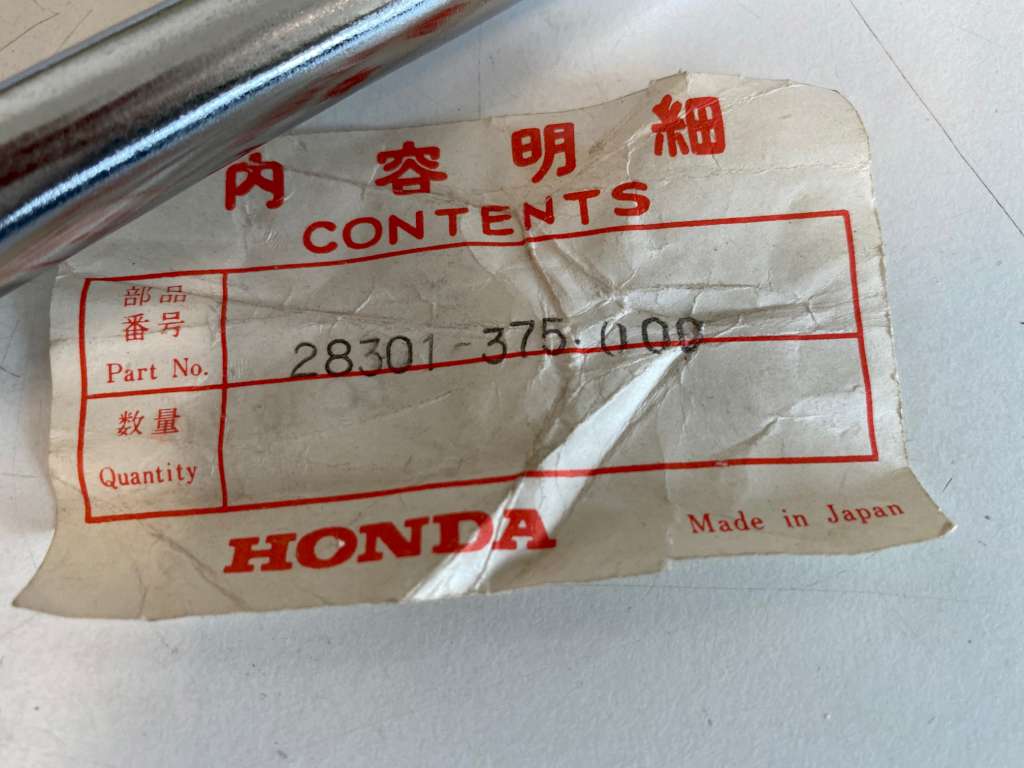 内容明細
CONTENTS
部品
番号
Part No.
28301-375-000
数量
Quantity
HONDA
Made in Japan